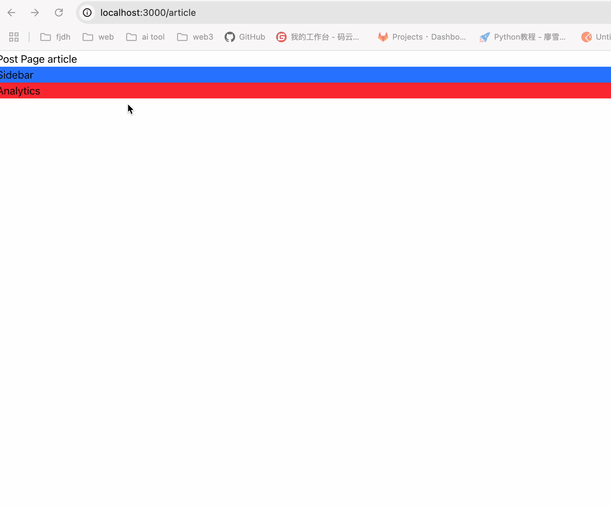 localhost:3000/article
fjdh web ai tool web3 GitHub 我的工作台 - 码云... Projects · Dashbo... Python教程 - 廖雪... Unti
Post Page article
Sidebar
Analytics